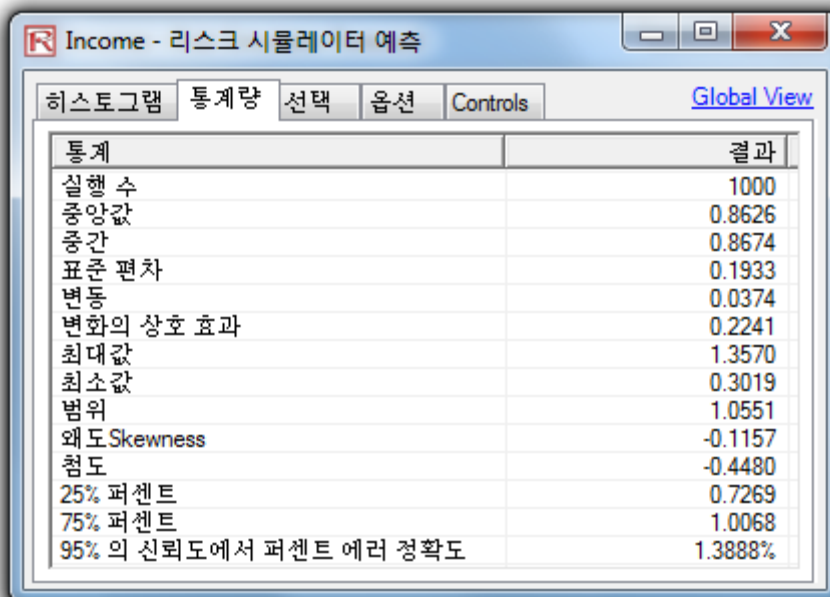 Income - 리스크 시뮬레이터 예측
히스토그램 통계량 선택 옵션 Controls Global View
통계 결과
실행 수 1000
중앙값 0.8626
중간 0.8674
표준 편차 0.1933
변동 0.0374
변화의 상호 효과 0.2241
최대값 1.3570
최소값 0.3019
범위 1.0551
왜도Skewness -0.1157
첨도 -0.4480
25% 퍼센트 0.7269
75% 퍼센트 1.0068
95% 의 신뢰도에서 퍼센트 에러 정확도 1.3888%